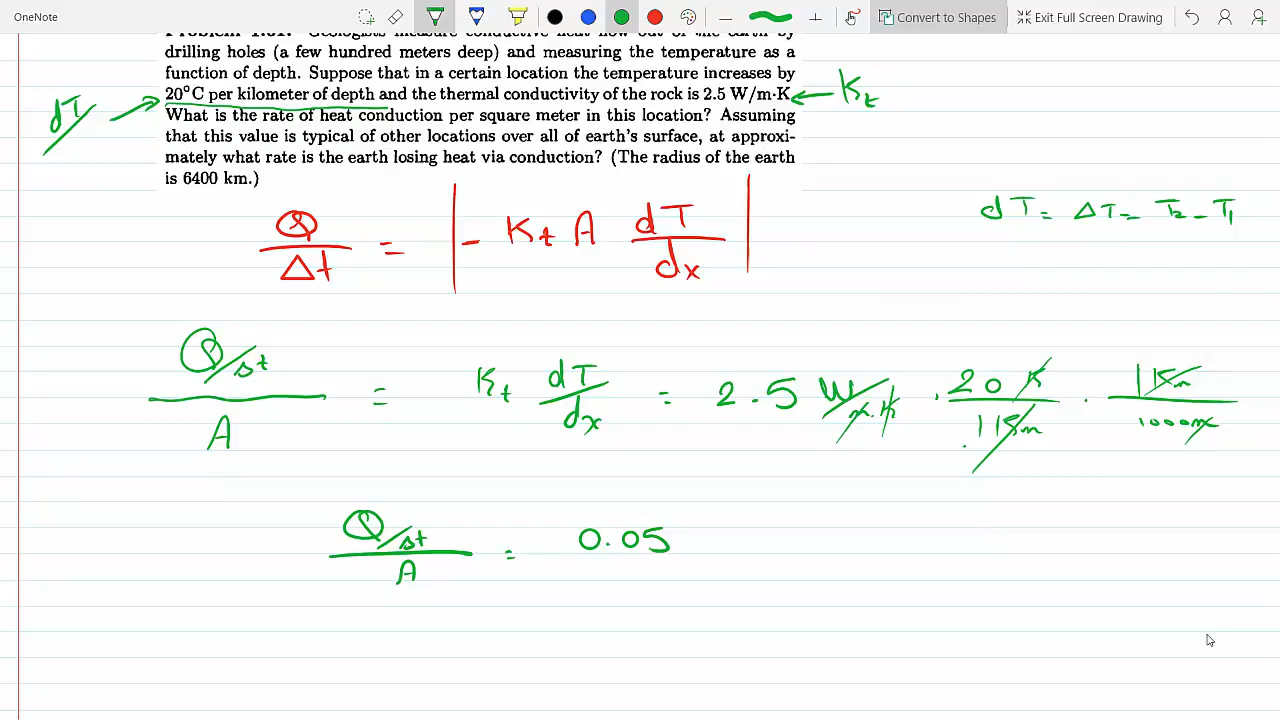 OneNote
Convert to Shapes
Exit Full Screen Drawing
drilling holes (a few hundred meters deep) and measuring the temperature as a
function of depth. Suppose that in a certain location the temperature increases by
20°C per kilometer of depth and the thermal conductivity of the rock is 2.5 W/m·K.
What is the rate of heat conduction per square meter in this location? Assuming
that this value is typical of other locations over all of earth's surface, at approxi-
mately what rate is the earth losing heat via conduction? (The radius of the earth
is 6400 km.)
dT
Kt
dT = ΔT = T2 - T1
Q/Δt = |- Kt A dT/dx|
Q/Δt / A = Kt dT/dx = 2.5 W/m.K . 20 K/1 Km . 1 Km/1000m
Q/Δt / A = 0.05